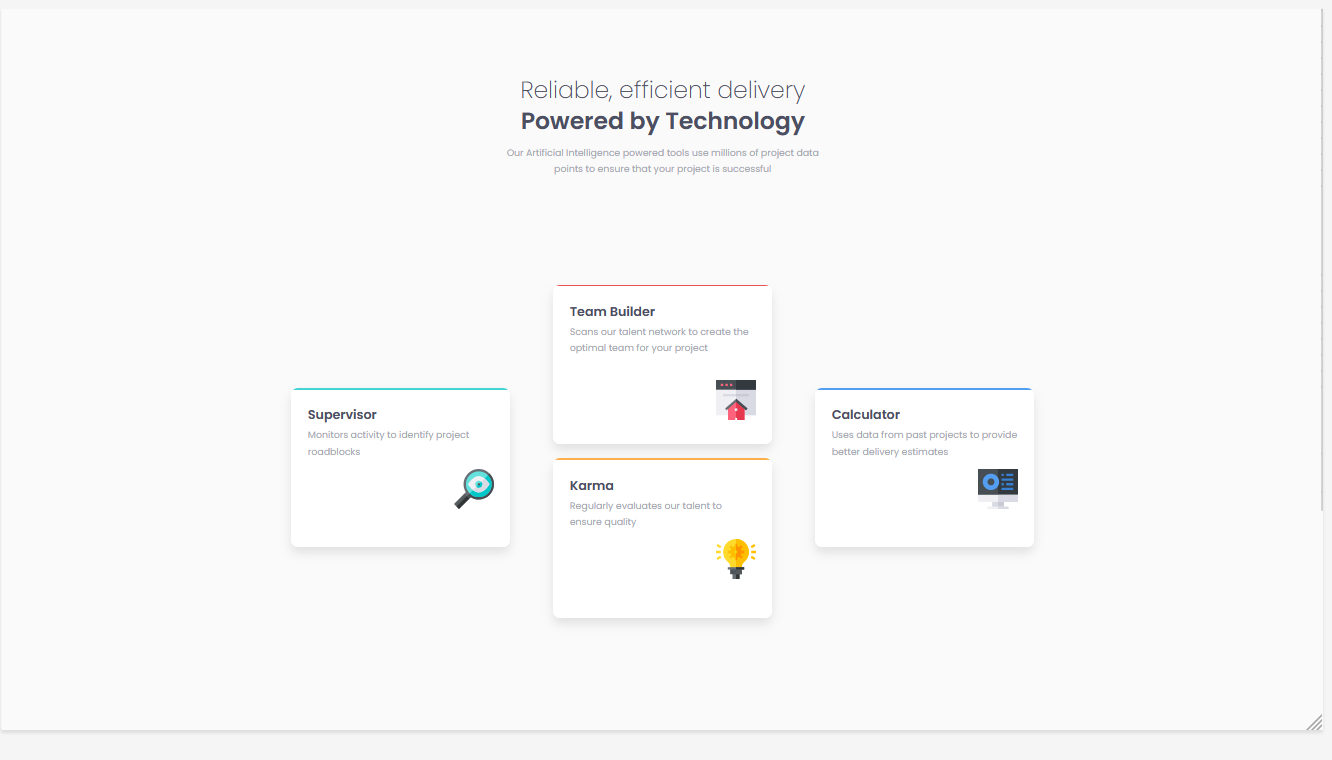 Reliable, efficient delivery
Powered by Technology
Our Artificial Intelligence powered tools use millions of project data
points to ensure that your project is successful
Supervisor
Monitors activity to identify project
roadblocks
Team Builder
Scans our talent network to create the
optimal team for your project
Karma
Regularly evaluates our talent to
ensure quality
Calculator
Uses data from past projects to provide
better delivery estimates